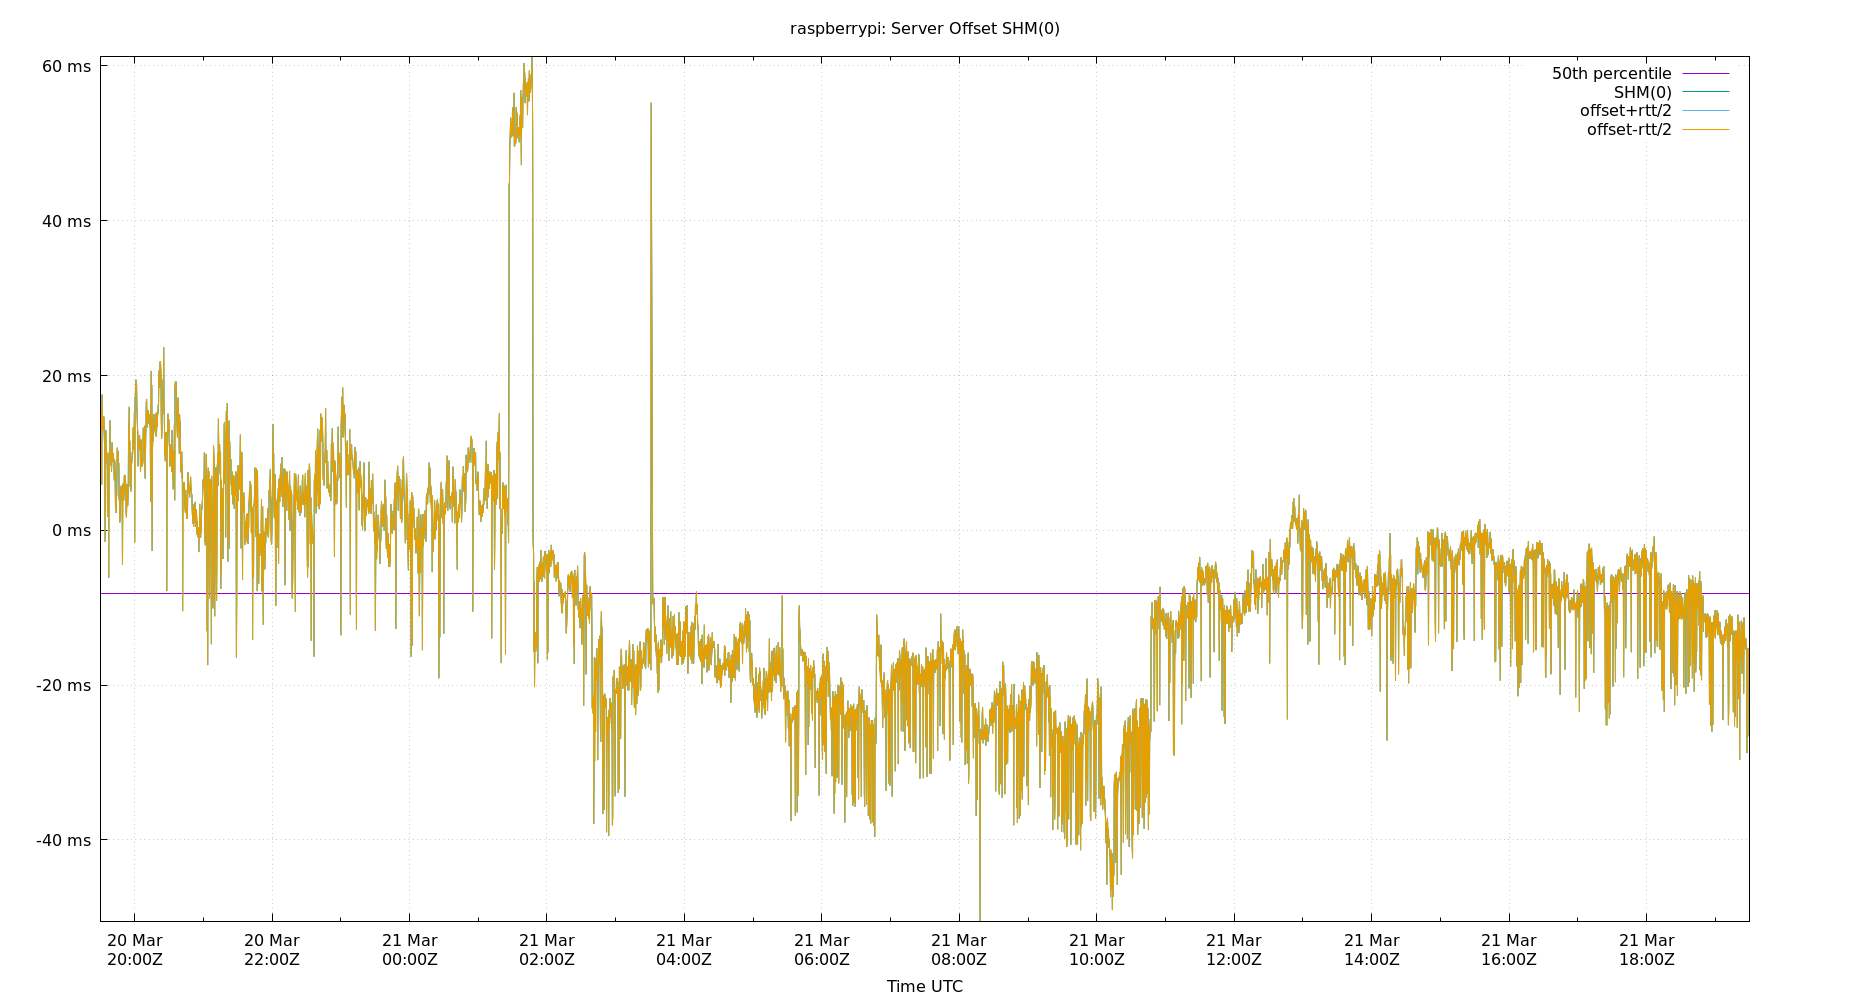 raspberrypi: Server Offset SHM(0)
60 ms
40 ms
20 ms
0 ms
-20 ms
-40 ms
50th percentile
SHM(0)
offset+rtt/2
offset-rtt/2
20 Mar 20 Mar 21 Mar 21 Mar 21 Mar 21 Mar 21 Mar 21 Mar 21 Mar 21 Mar 21 Mar 21 Mar
20:00Z 22:00Z 00:00Z 02:00Z 04:00Z 06:00Z 08:00Z 10:00Z 12:00Z 14:00Z 16:00Z 18:00Z
Time UTC